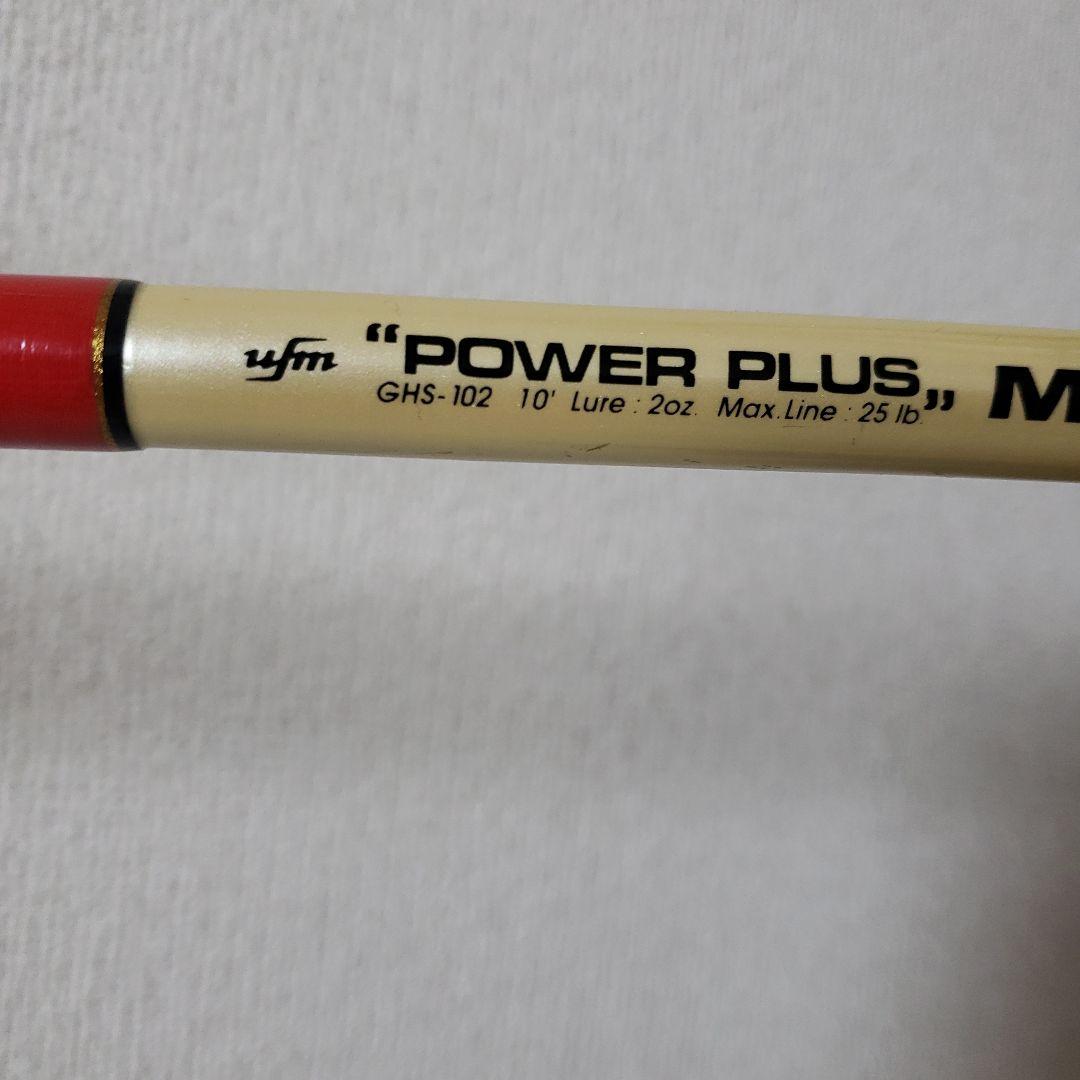 ufm “POWER PLUS„ M
GHS-102 10' Lure : 2oz. Max.Line : 25 lb.